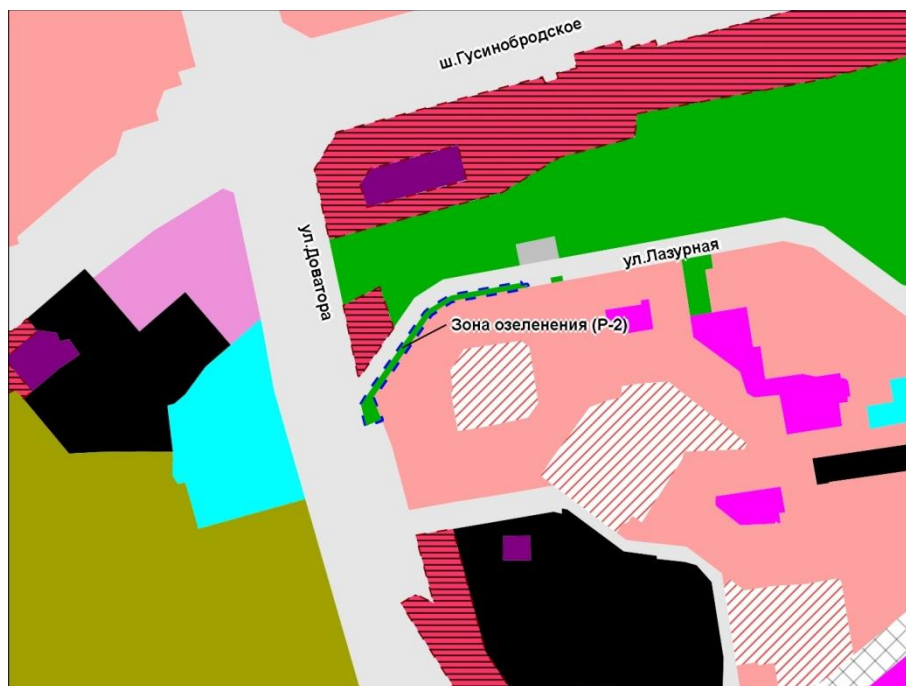 ш.Гусинобродское
ул.Доватора
ул.Лазурная
Зона озеленения (Р-2)